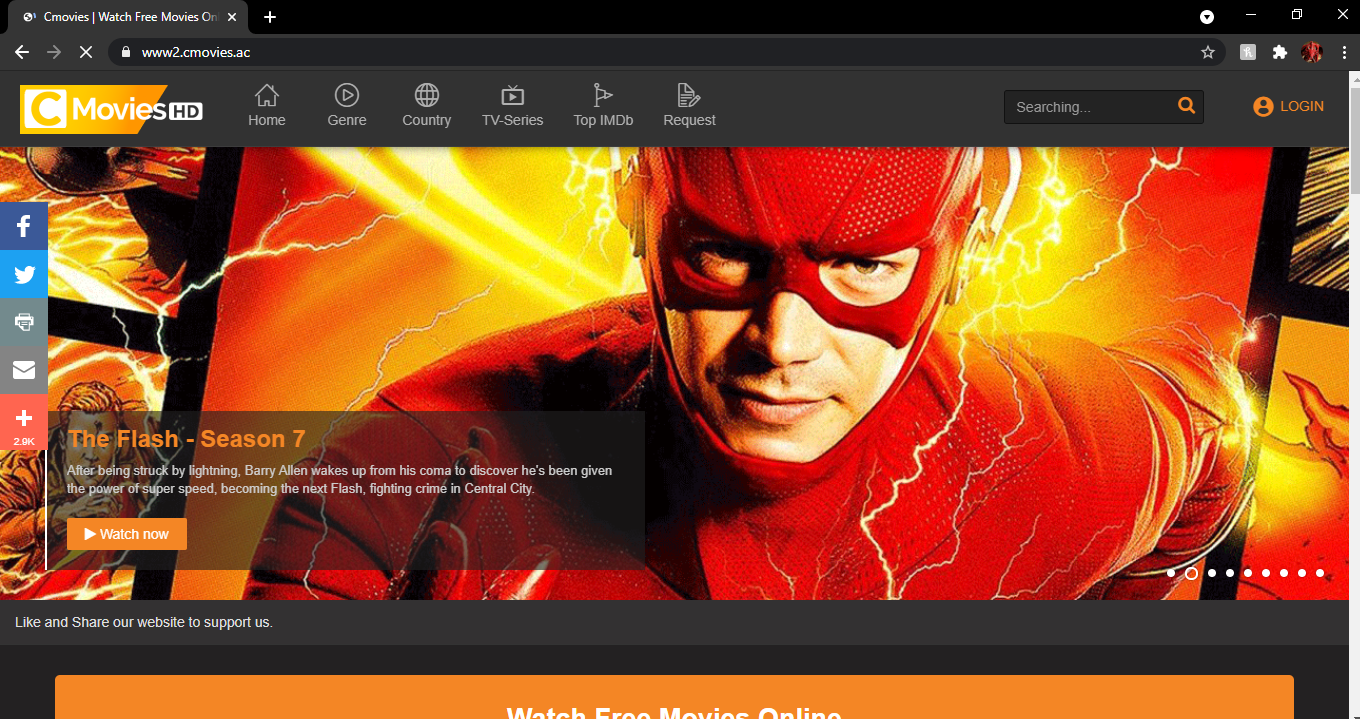 Cmovies | Watch Free Movies Onl
www2.cmovies.ac
C Movies HD
Home
Genre
Country
TV-Series
Top IMDb
Request
Searching...
LOGIN
2.9K
The Flash - Season 7
After being struck by lightning, Barry Allen wakes up from his coma to discover he's been given
the power of super speed, becoming the next Flash, fighting crime in Central City.
Watch now
Like and Share our website to support us.
Watch Free Movies Online